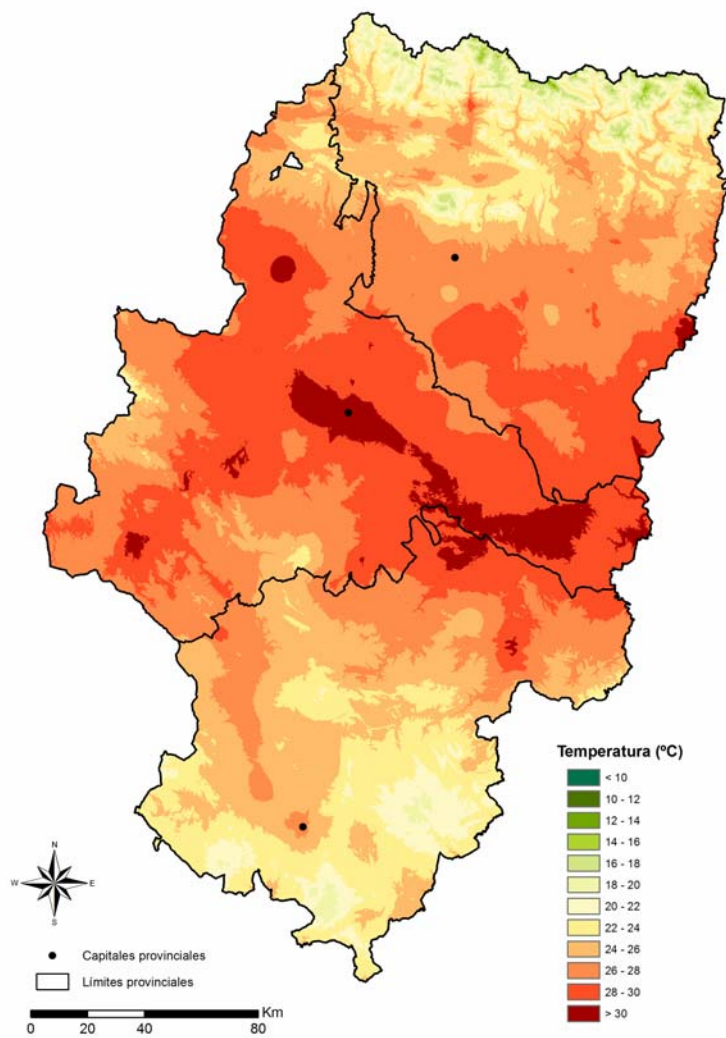 Temperatura (ºC)
< 10
10 - 12
12 - 14
14 - 16
16 - 18
18 - 20
20 - 22
22 - 24
24 - 26
26 - 28
28 - 30
> 30
N
W E
S
Capitales provinciales
Límites provinciales
Km
0 20 40 80